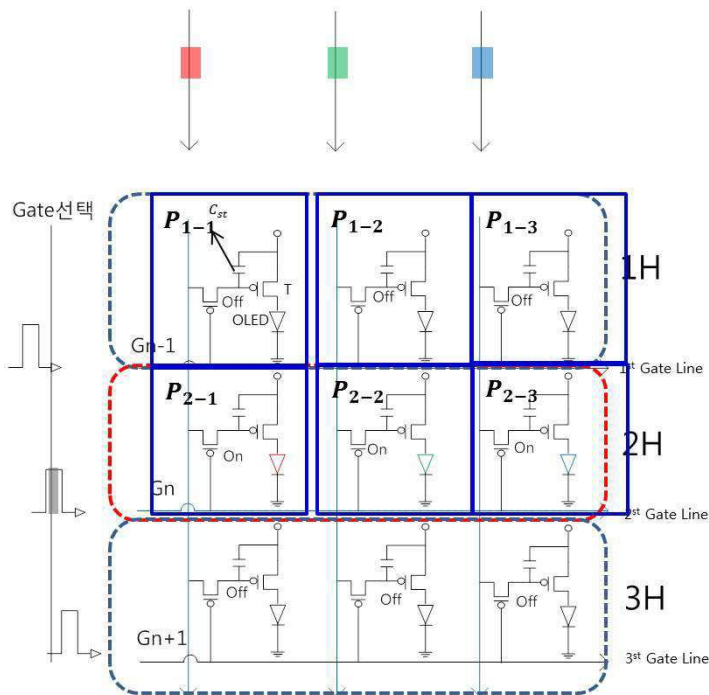 Gate선택
P1-1
Cst
P1-2
P1-3
1H
Off
T
Off
Off
OLED
Gn-1
1st Gate Line
P2-1
P2-2
P2-3
2H
On
On
On
Gn
2st Gate Line
Off
Off
Off
3H
Gn+1
3st Gate Line